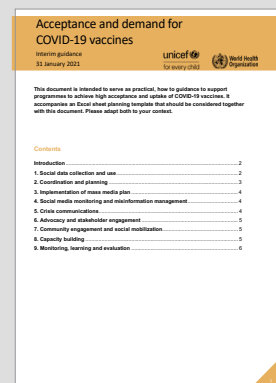 Acceptance and demand for
COVID-19 vaccines
Interim guidance
31 January 2021
unicef
for every child
World Health
Organization
This document is intended to serve as practical, how to guidance to support
programmes to achieve high acceptance and uptake of COVID-19 vaccines. It
accompanies an Excel sheet planning template that should be considered together
with this document. Please adapt both to your context.
Contents
Introduction 2
1. Social data collection and use 2
2. Coordination and planning 3
3. Implementation of mass media plan 4
4. Social media monitoring and misinformation management 4
5. Crisis communications 4
6. Advocacy and stakeholder engagement 5
7. Community engagement and social mobilization 5
8. Capacity building 5
9. Monitoring, learning and evaluation 6